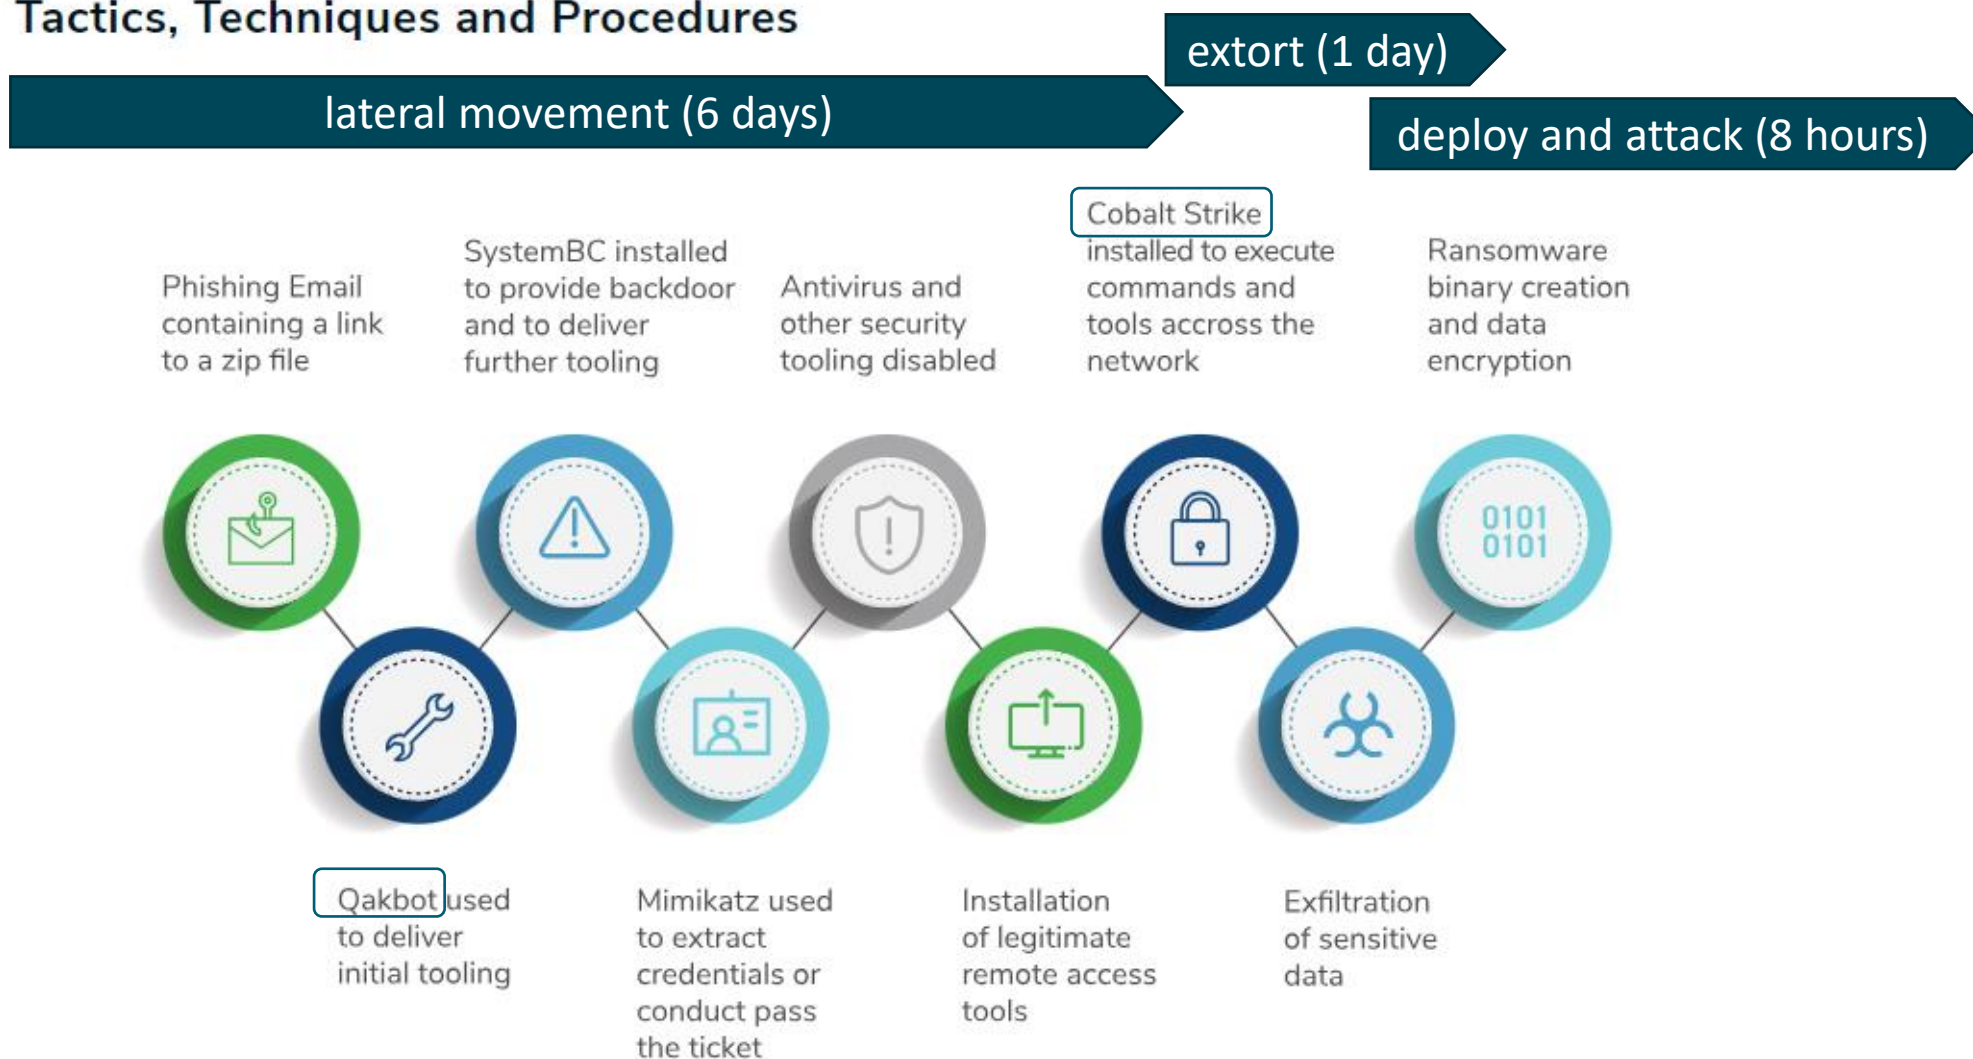 Tactics, Techniques and Procedures
extort (1 day)
lateral movement (6 days)
deploy and attack (8 hours)
Phishing Email
containing a link
to a zip file
SystemBC installed
to provide backdoor
and to deliver
further tooling
Antivirus and
other security
tooling disabled
Cobalt Strike
installed to execute
commands and
tools accross the
network
Ransomware
binary creation
and data
encryption
0101
0101
Qakbot used
to deliver
initial tooling
Mimikatz used
to extract
credentials or
conduct pass
the ticket
Installation
of legitimate
remote access
tools
Exfiltration
of sensitive
data